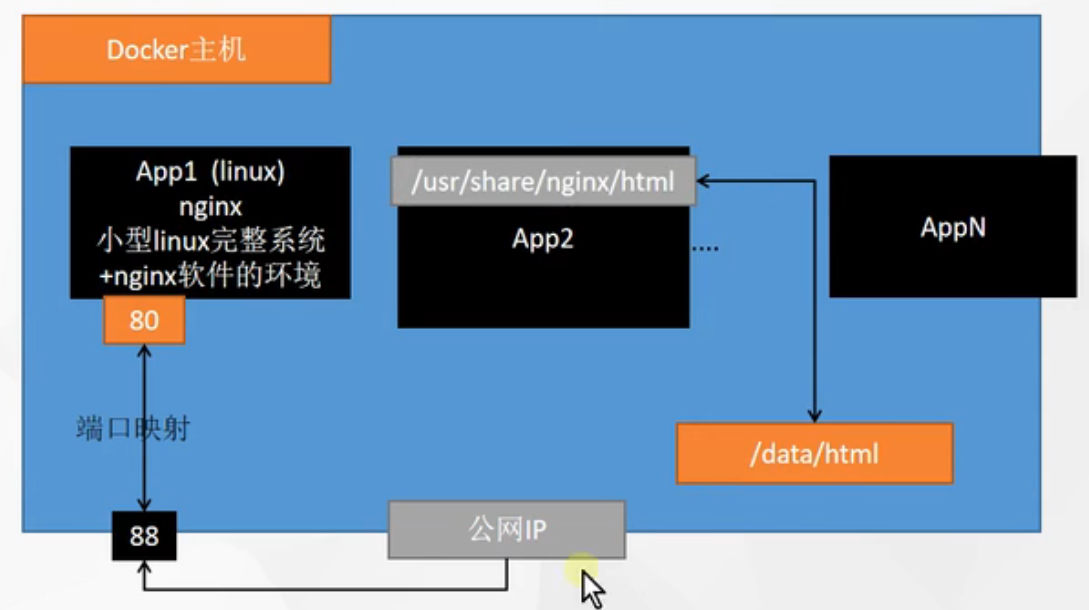 Docker主机
App1 (linux)
nginx
小型linux完整系统
+nginx软件的环境
80
端口映射
88
/usr/share/nginx/html
App2
....
AppN
/data/html
公网IP